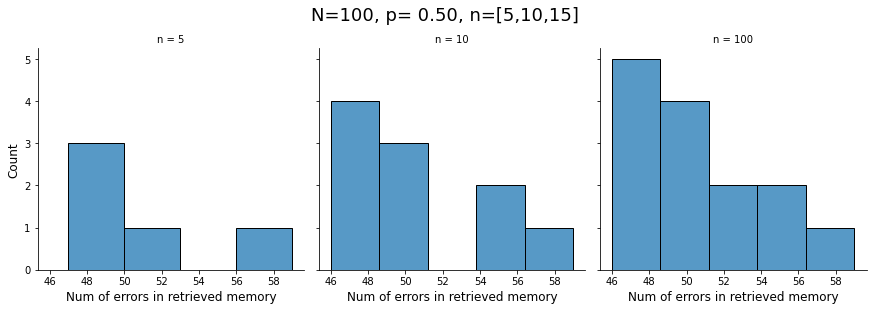 N=100, p= 0.50, n=[5,10,15]
n = 5
n = 10
n = 100
Count
5
4
3
2
1
0
46 48 50 52 54 56 58
46 48 50 52 54 56 58
46 48 50 52 54 56 58
Num of errors in retrieved memory
Num of errors in retrieved memory
Num of errors in retrieved memory